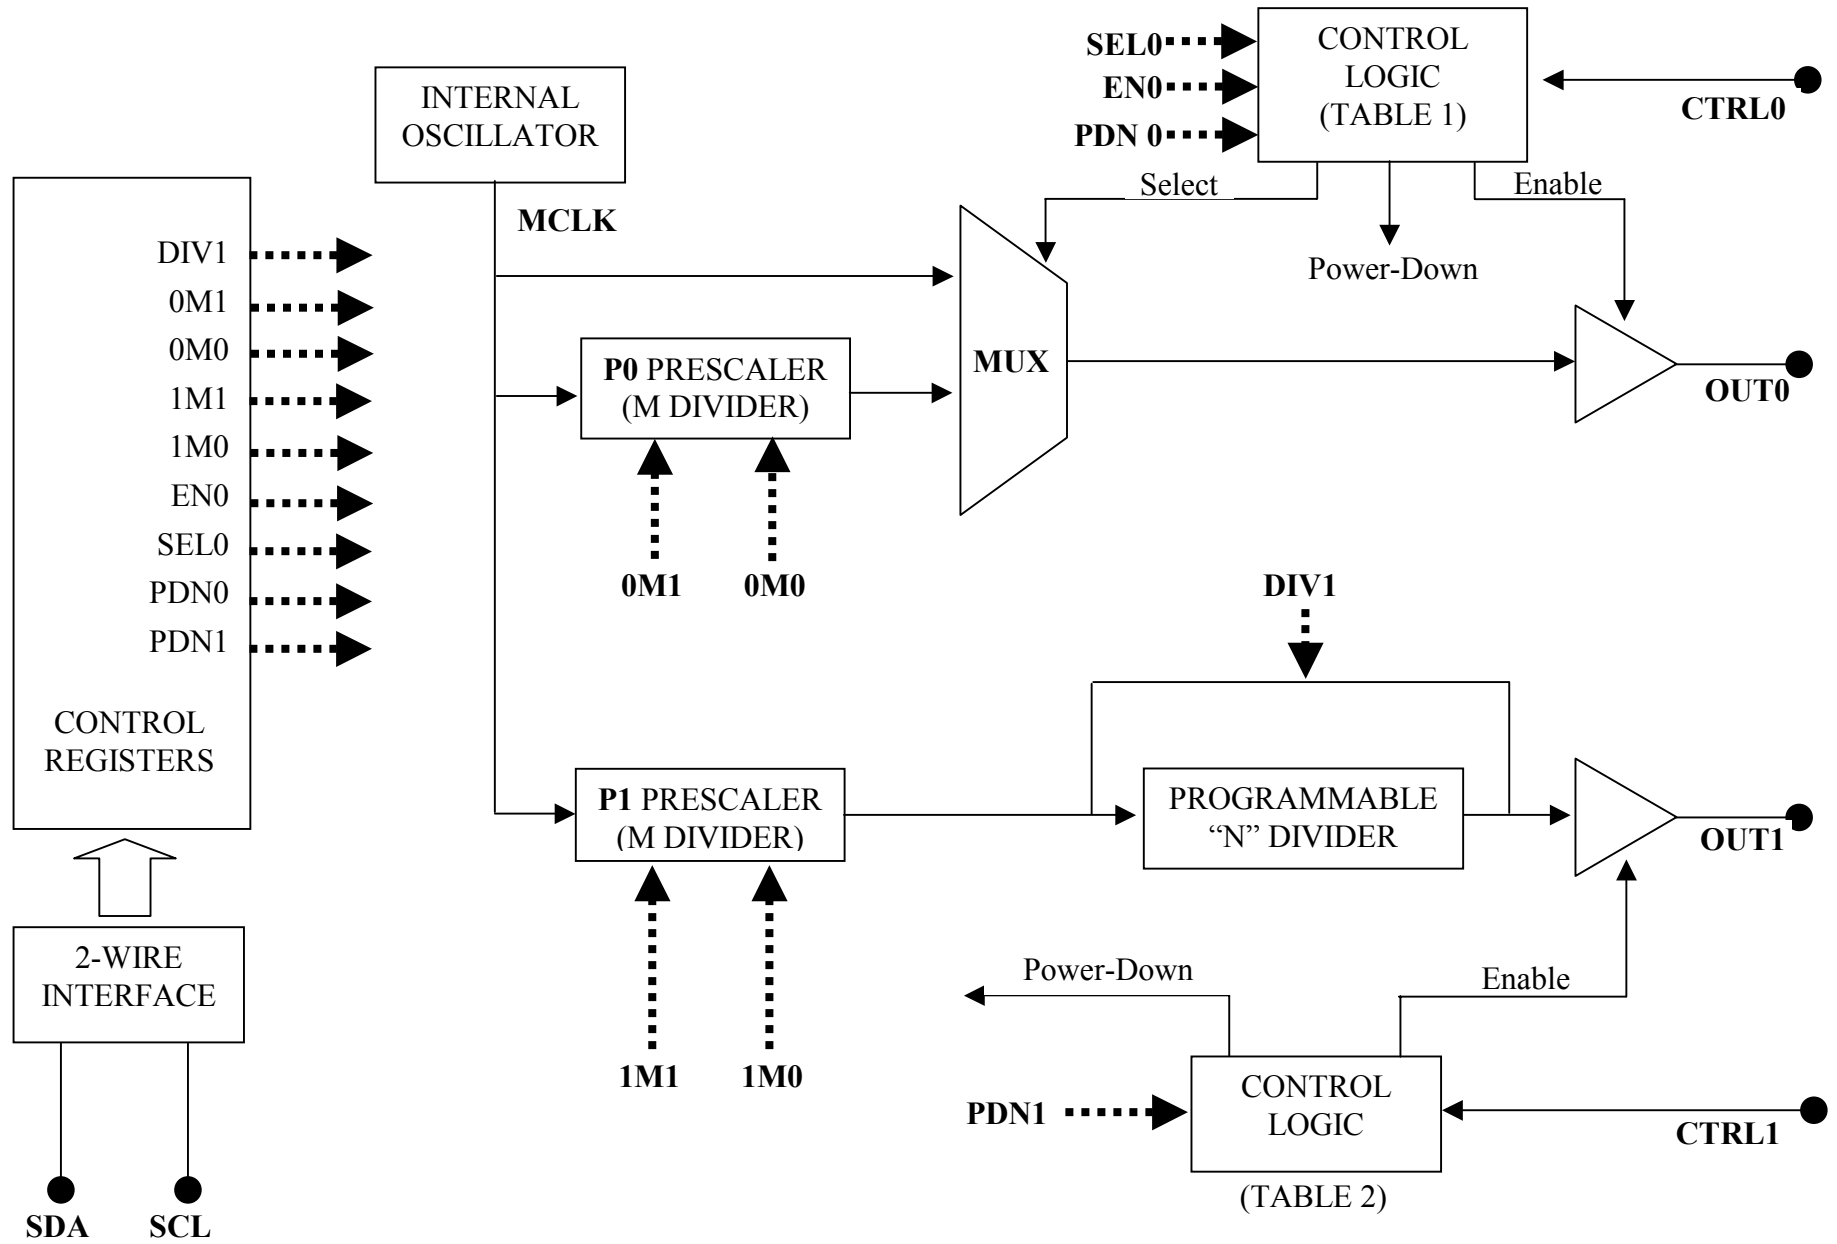 SEL0
EN0
PDN 0
CONTROL
LOGIC
(TABLE 1)
CTRL0
Select
Enable
Power-Down
INTERNAL
OSCILLATOR
MCLK
DIV1
0M1
0M0
1M1
1M0
EN0
SEL0
PDN0
PDN1
CONTROL
REGISTERS
P0 PRESCALER
(M DIVIDER)
0M1
0M0
MUX
OUT0
DIV1
P1 PRESCALER
(M DIVIDER)
1M1
1M0
PROGRAMMABLE
“N” DIVIDER
OUT1
2-WIRE
INTERFACE
SDA
SCL
Power-Down
Enable
PDN1
CONTROL
LOGIC
(TABLE 2)
CTRL1